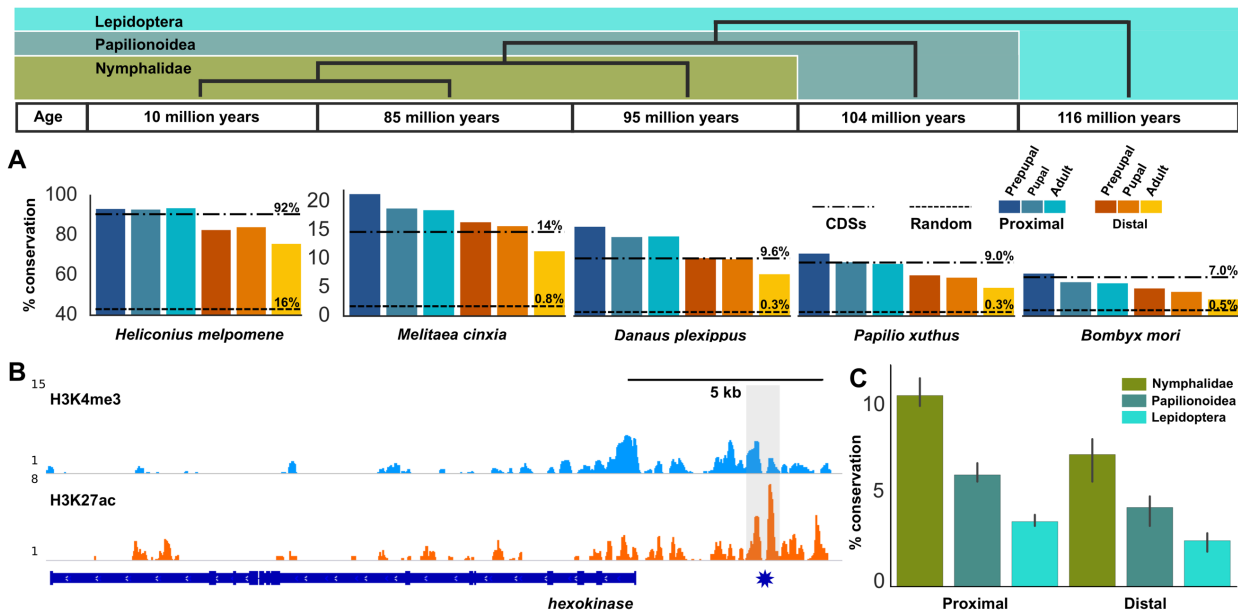 Lepidoptera
Papilionoidea
Nymphalidae
Age 10 million years 85 million years 95 million years 104 million years 116 million years
A
% conservation
100
80
60
40
92%
16%
Heliconius melpomene
20
15
10
5
0
14%
0.8%
Melitaea cinxia
9.6%
0.3%
Danaus plexippus
9.0%
0.3%
Papilio xuthus
7.0%
0.5%
Bombyx mori
CDSs
Random
Prepupal
Pupal
Adult
Proximal
Prepupal
Pupal
Adult
Distal
B
15
H3K4me3
1
5 kb
8
H3K27ac
1
hexokinase
C
% conservation
10
5
0
Nymphalidae
Papilionoidea
Lepidoptera
Proximal Distal